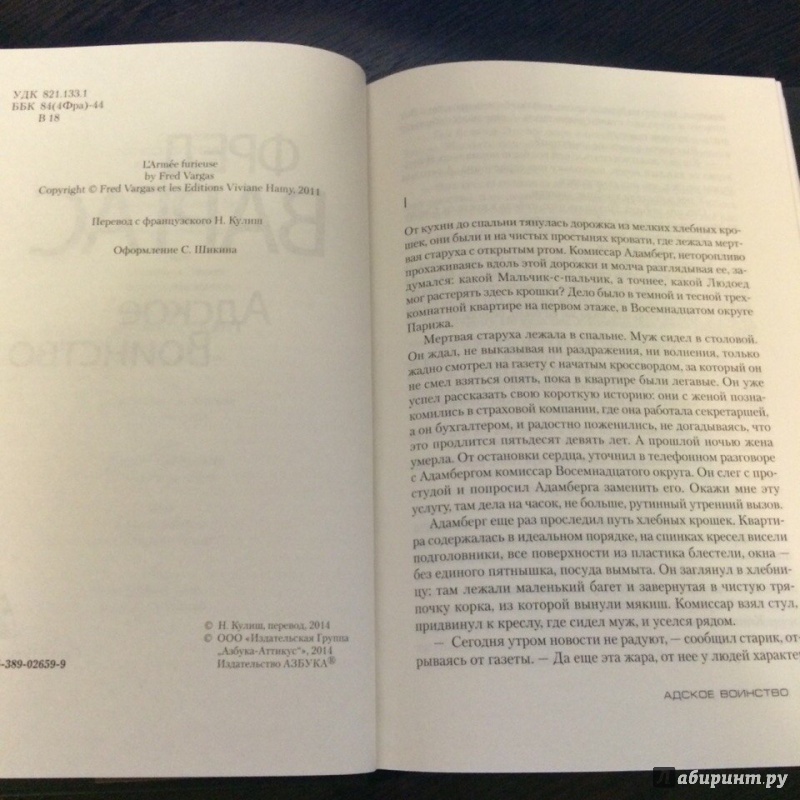 УДК 821.133.1
ББК 84(4Фра)-44
В 18
L'Armée furieuse
by Fred Vargas
Copyright © Fred Vargas et les Editions Viviane Hamy, 2011
Перевод с французского Н. Кулиш
Оформление С. Шикина
© Н. Кулиш, перевод, 2014
© ООО «Издательская Группа
„Азбука-Аттикус"», 2014
Издательство АЗБУКА®
-389-02659-9
I
От кухни до спальни тянулась дорожка из мелких хлебных кро-
шек, они были и на чистых простынях кровати, где лежала мерт-
вая старуха с открытым ртом. Комиссар Адамберг, неторопливо
прохаживаясь вдоль этой дорожки и молча разглядывая ее, за-
думался: какой Мальчик-с-пальчик, а точнее, какой Людоед
мог растерять здесь крошки? Дело было в темной и тесной трех-
комнатной квартире на первом этаже, в Восемнадцатом округе
Парижа.
Мертвая старуха лежала в спальне. Муж сидел в столовой.
Он ждал, не выказывая ни раздражения, ни волнения, только
жадно смотрел на газету с начатым кроссвордом, за который он
не смел взяться опять, пока в квартире были легавые. Он уже
успел рассказать свою короткую историю: они с женой позна-
комились в страховой компании, где она работала секретаршей,
а он бухгалтером, и радостно поженились, не догадываясь, что
это продлится пятьдесят девять лет. А прошлой ночью жена
умерла. От остановки сердца, уточнил в телефонном разговоре
с Адамбергом комиссар Восемнадцатого округа. Он слег с про-
студой и попросил Адамберга заменить его. Окажи мне эту
услугу, там дела на часок, не больше, рутинный утренний вызов.
Адамберг еще раз проследил путь хлебных крошек. Кварти-
ра содержалась в идеальном порядке, на спинках кресел висели
подголовники, все поверхности из пластика блестели, окна —
без единого пятнышка, посуда вымыта. Он заглянул в хлебни-
цу: там лежали маленький багет и завернутая в чистую тря-
почку корка, из которой вынули мякиш. Комиссар взял стул,
придвинул к креслу, где сидел муж, и уселся рядом.
— Сегодня утром новости не радуют, — сообщил старик, от-
рываясь от газеты. — Да еще эта жара, от нее у людей характе
АДСКОЕ ВОИНСТВО
Лабиринт.ру